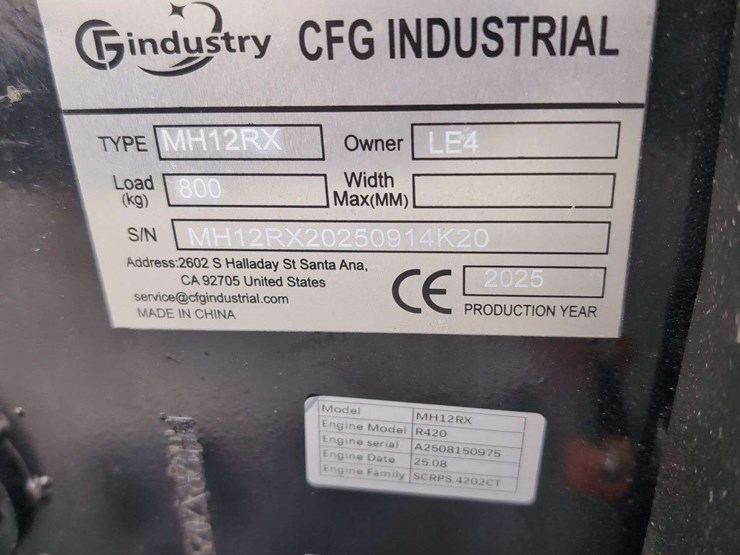 CFindustry CFG INDUSTRIAL
TYPE MH12RX Owner LE4
Load (kg) 800 Width Max(MM)
S/N MH12RX20250914K20
Address:2602 S Halladay St Santa Ana,
CA 92705 United States
service@cfgindustrial.com
MADE IN CHINA
CE 2025
PRODUCTION YEAR
Model MH12RX
Engine Model R420
Engine serial A2508150975
Engine Date 25.08
Engine Family SCRPS.4202CT